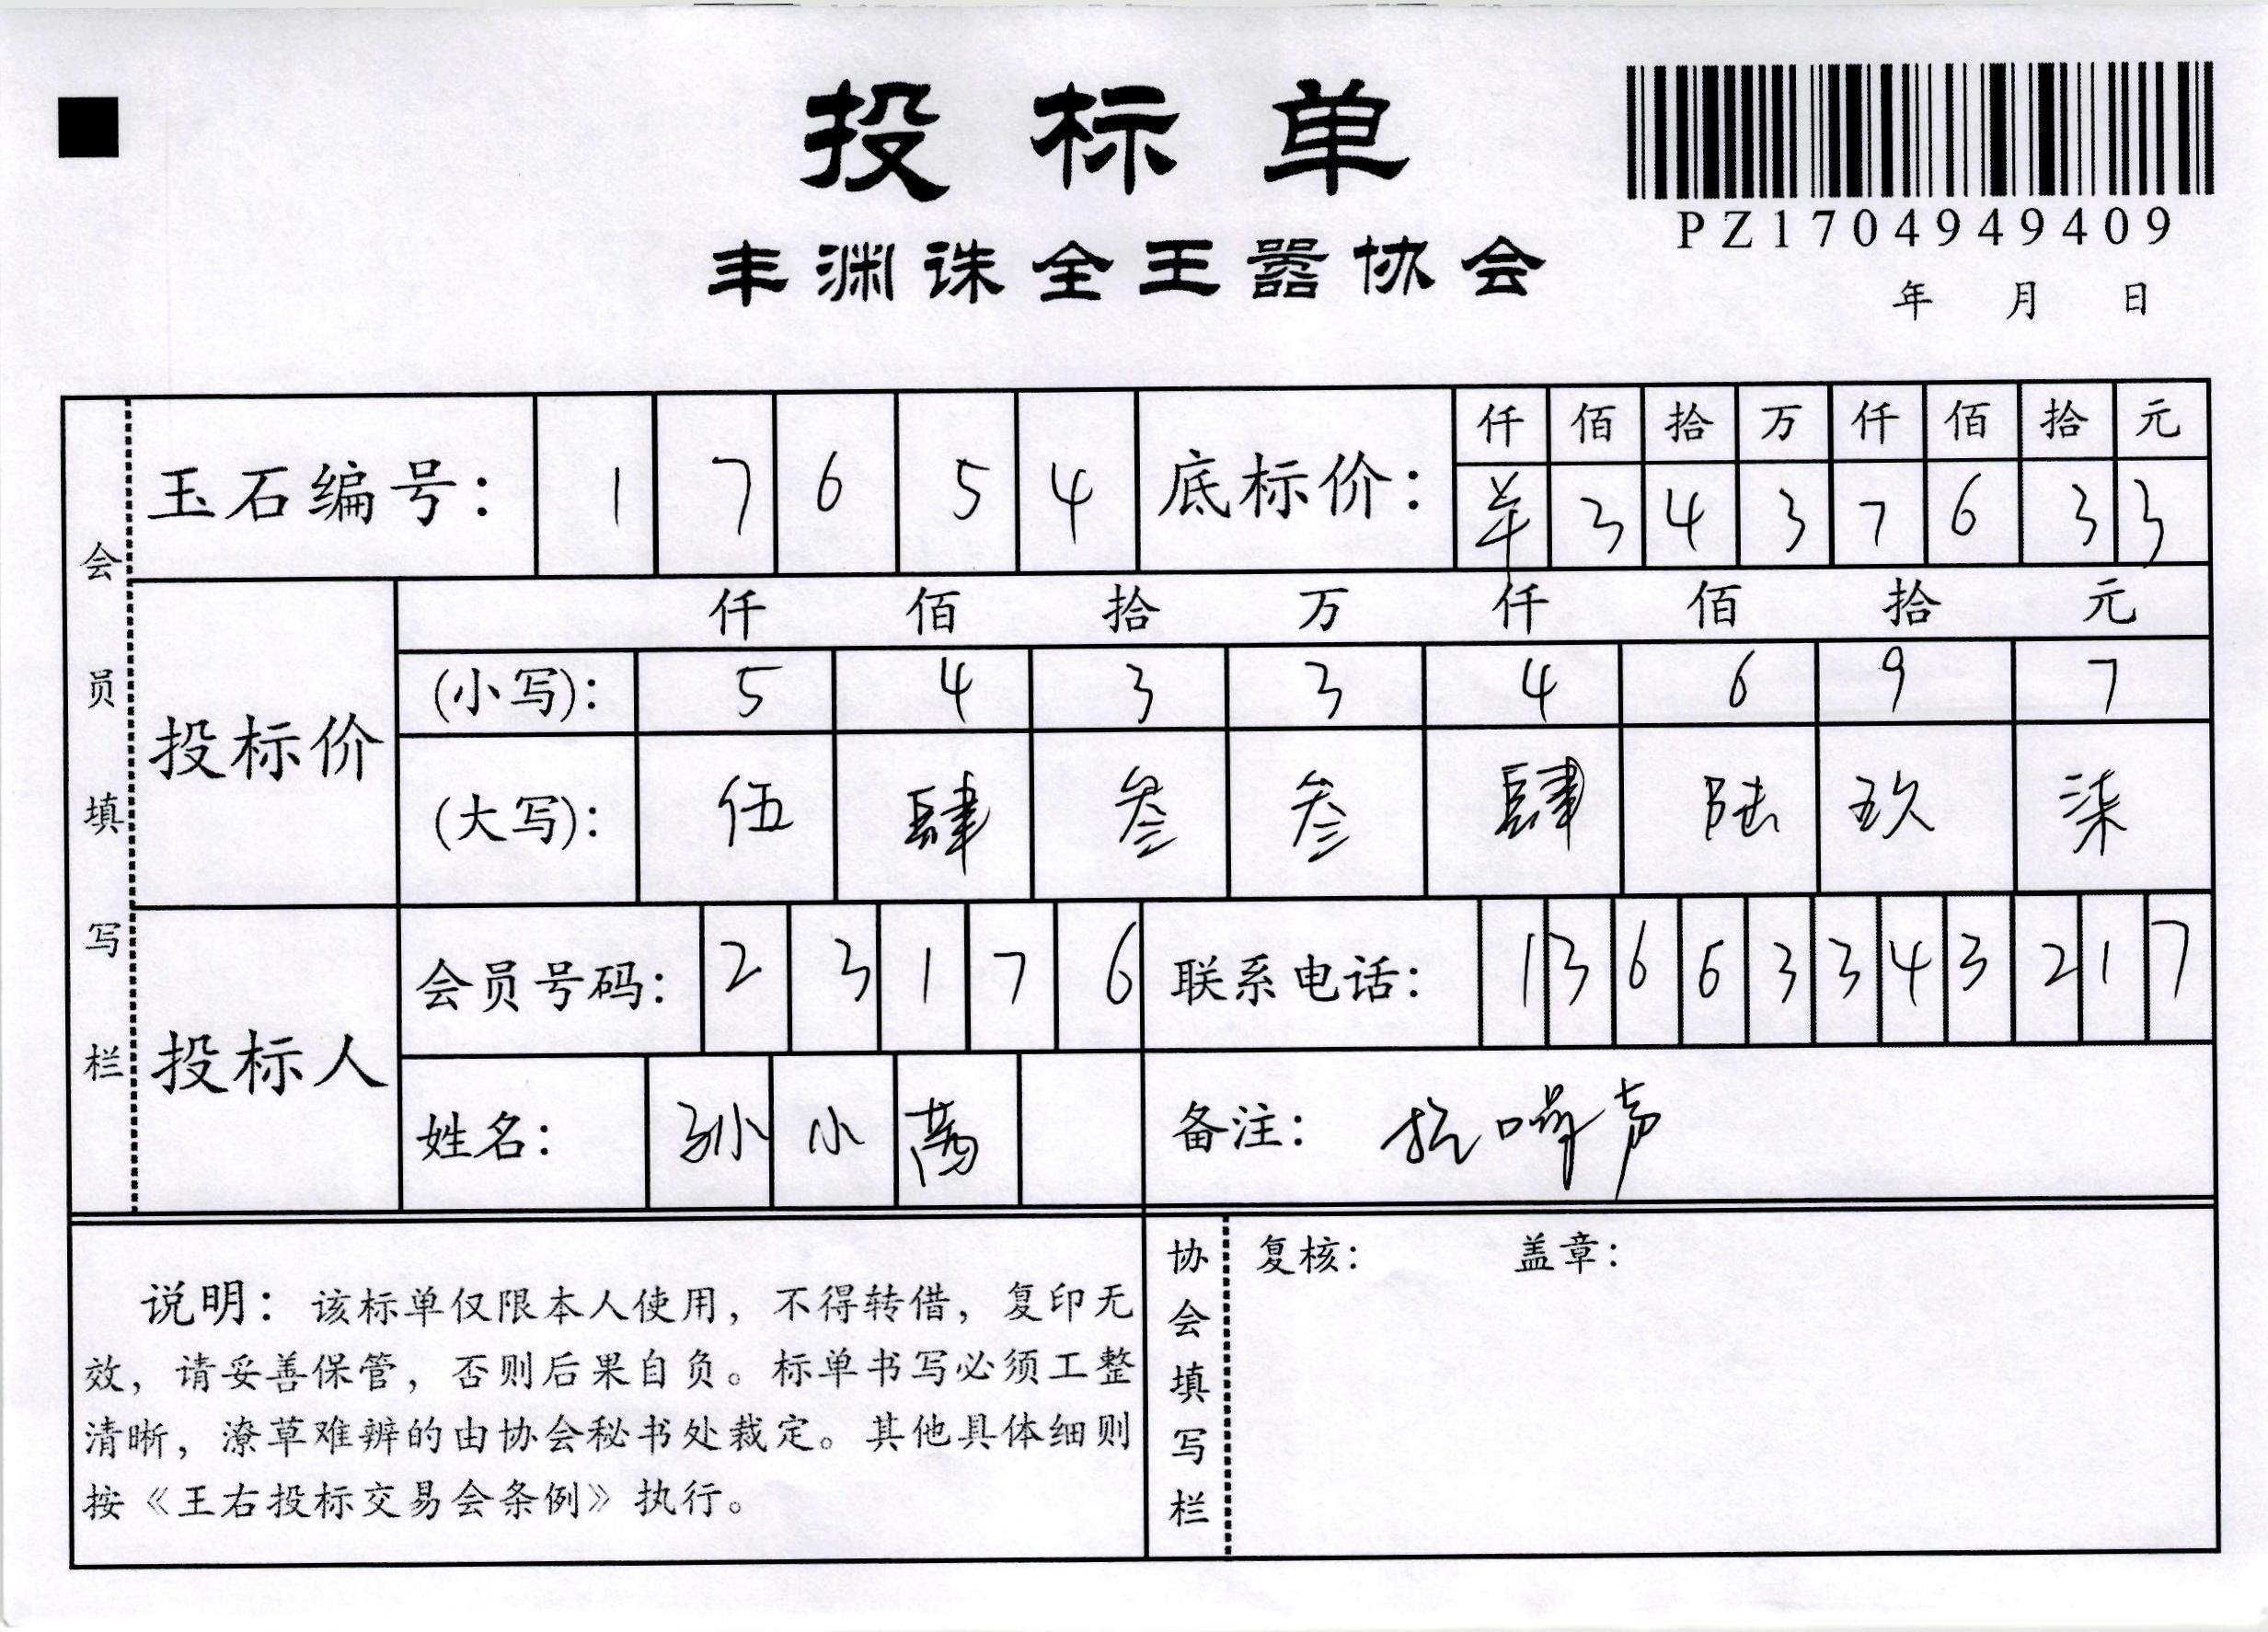 投标单
PZ1704949409
丰渊诛全王嚣协会
年 月 日
会员填写栏
玉石编号： 1 7 6 5 4
底标价： 仟 佰 拾 万 仟 佰 拾 元
羊 3 4 3 7 6 3 3
投标价
仟 佰 拾 万 仟 佰 拾 元
(小写)： 5 4 3 3 4 6 9 7
(大写)： 伍 肆 叁 叁 肆 陆 玖 柒
投标人
会员号码： 2 3 1 7 6
联系电话： 1 3 6 6 3 3 4 3 2 1 7
姓名： 孙 小
备注： 抗噪声
说明：该标单仅限本人使用，不得转借，复印无
效，请妥善保管，否则后果自负。标单书写必须工整
清晰，潦草难辨的由协会秘书处裁定。其他具体细则
按《王右投标交易会条例》执行。
协会填写栏
复核： 盖章：